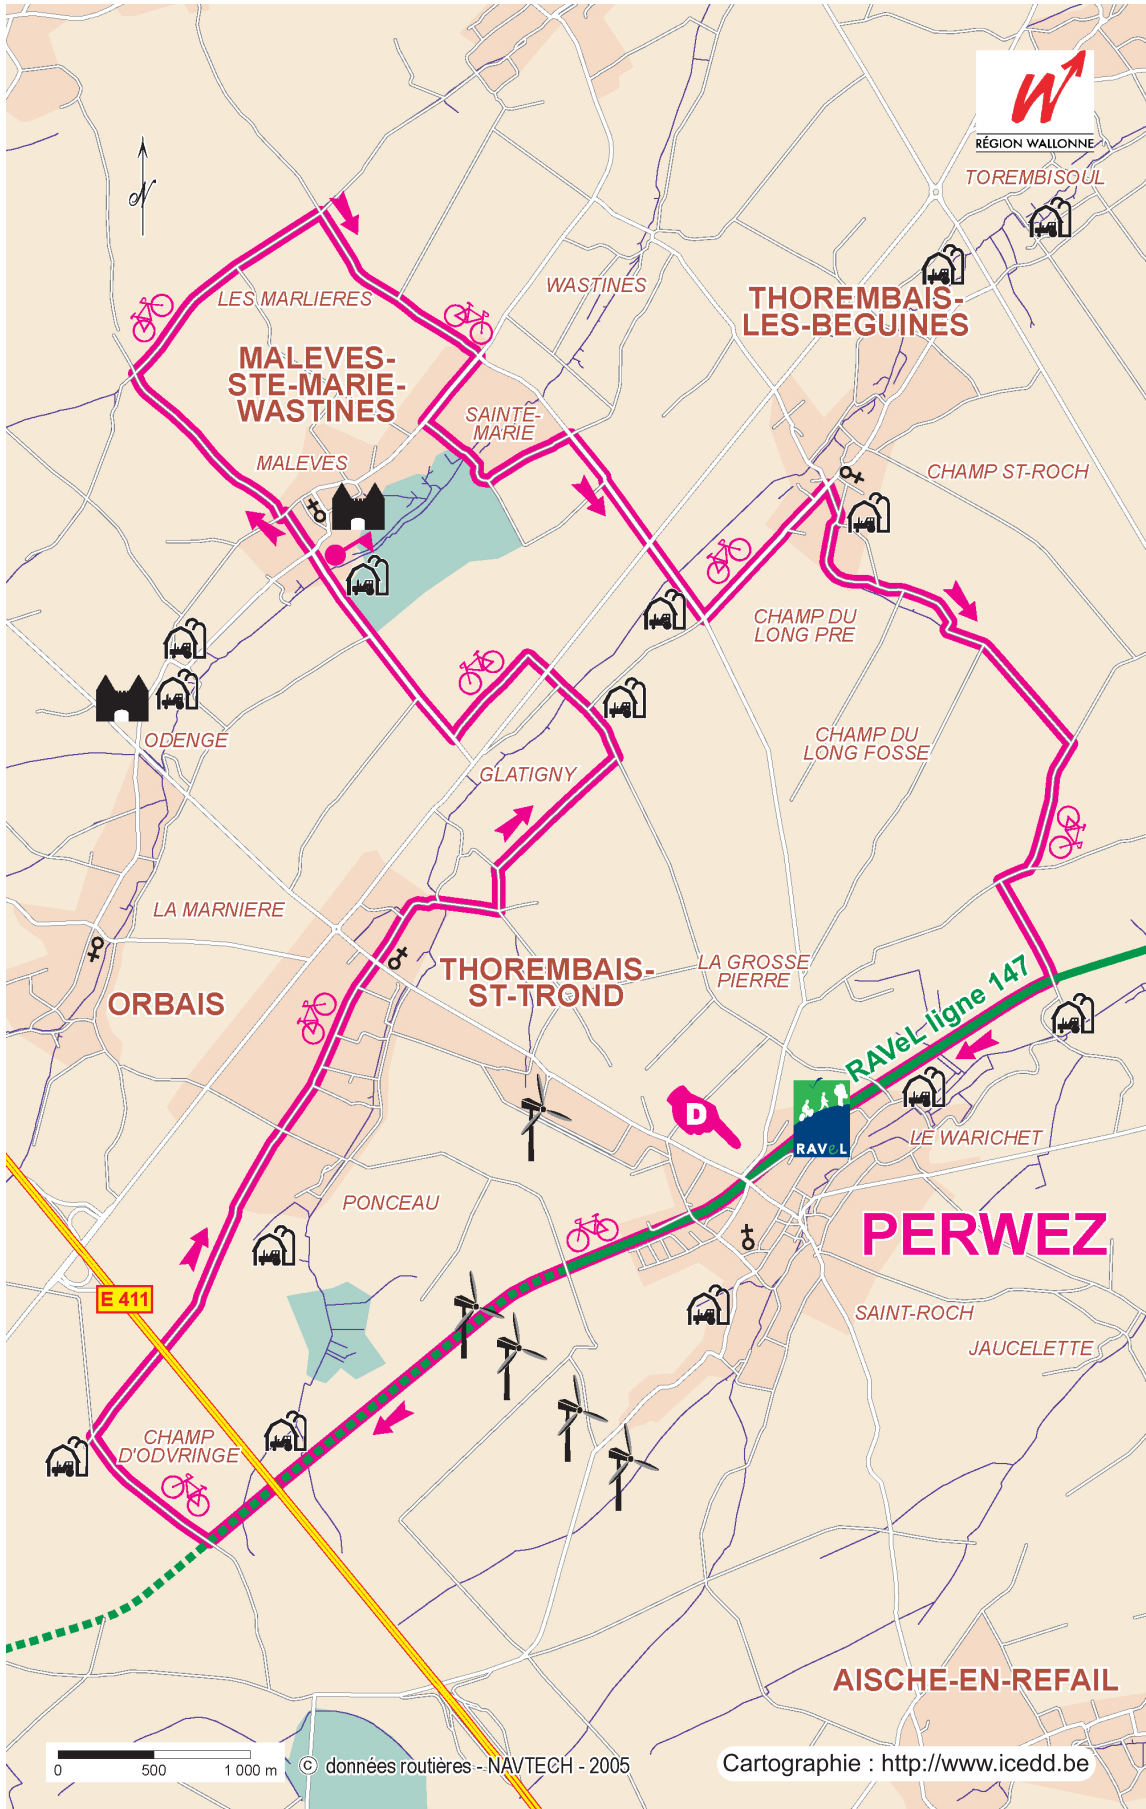 RÉGION WALLONNE
TOREMBISOUL
N
WASTINES
LES MARLIERES
THOREMBAIS-
LES-BEGUINES
MALEVES-
STE-MARIE-
WASTINES
SAINTE-
MARIE
MALEVES
CHAMP ST-ROCH
CHAMP DU
LONG PRE
ODENGE
CHAMP DU
LONG FOSSE
GLATIGNY
LA MARNIERE
THOREMBAIS-
ST-TROND
LA GROSSE
PIERRE
ORBAIS
RAVeL ligne 147
D
RAVeL
LE WARICHET
PONCEAU
PERWEZ
E 411
SAINT-ROCH
JAUCELETTE
CHAMP
D'ODVRINGE
AISCHE-EN-REFAIL
0 500 1 000 m
© données routières - NAVTECH - 2005
Cartographie : http://www.icedd.be